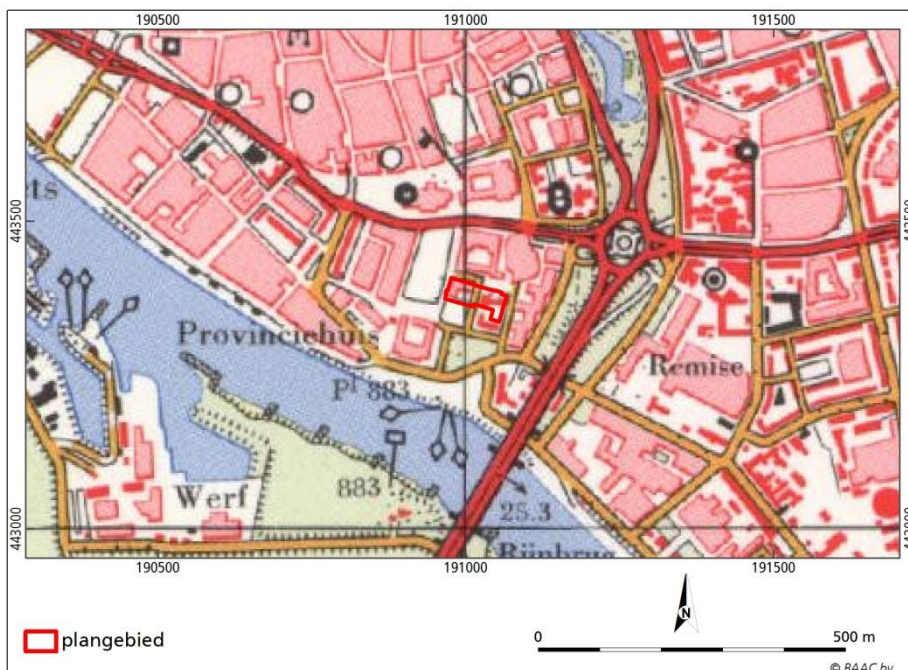 190500 191000 191500
443500 443500
Provinciehuis
Remise
Pl 883
Werf
883
25.3
443000
190500 191000 191500
plangebied
N
0 500 m
© BAAC bv